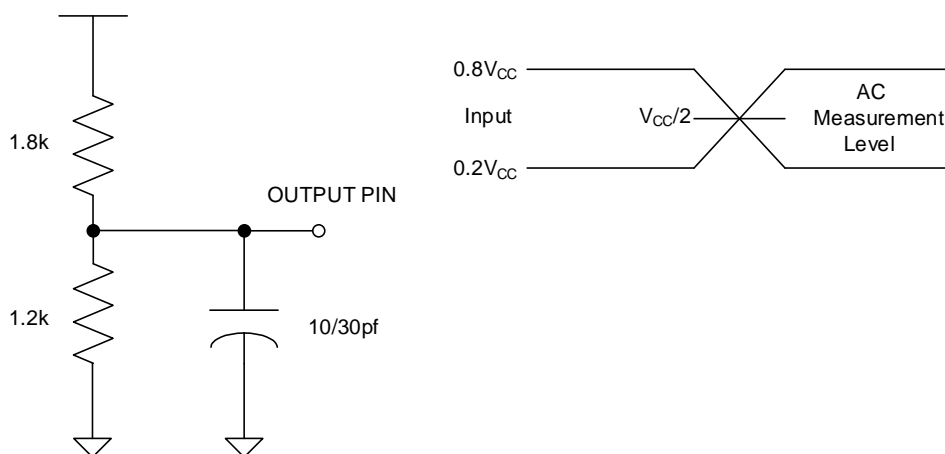 1.8k
OUTPUT PIN
1.2k
10/30pf
0.8VCC
Input
VCC/2
0.2VCC
AC
Measurement
Level